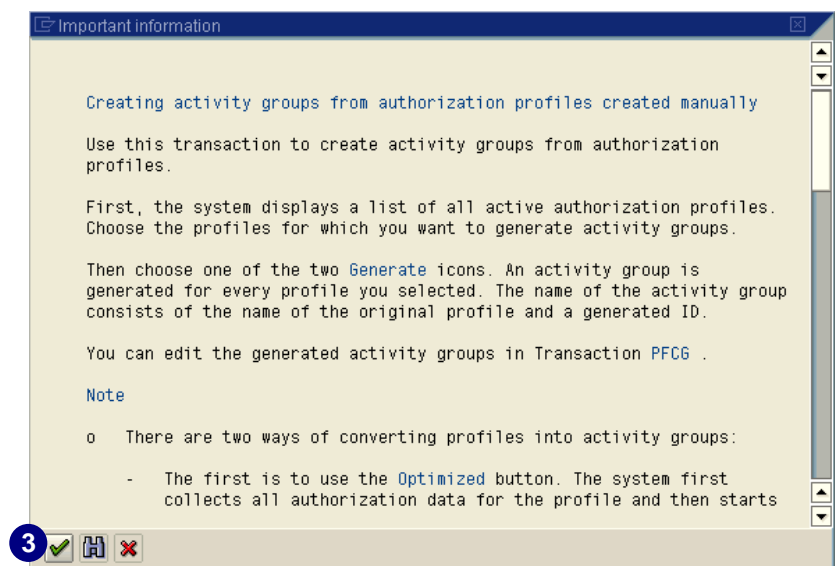 Important information
Creating activity groups from authorization profiles created manually
Use this transaction to create activity groups from authorization
profiles.
First, the system displays a list of all active authorization profiles.
Choose the profiles for which you want to generate activity groups.
Then choose one of the two Generate icons. An activity group is
generated for every profile you selected. The name of the activity group
consists of the name of the original profile and a generated ID.
You can edit the generated activity groups in Transaction PFCG .
Note
o There are two ways of converting profiles into activity groups:
- The first is to use the Optimized button. The system first
collects all authorization data for the profile and then starts
3